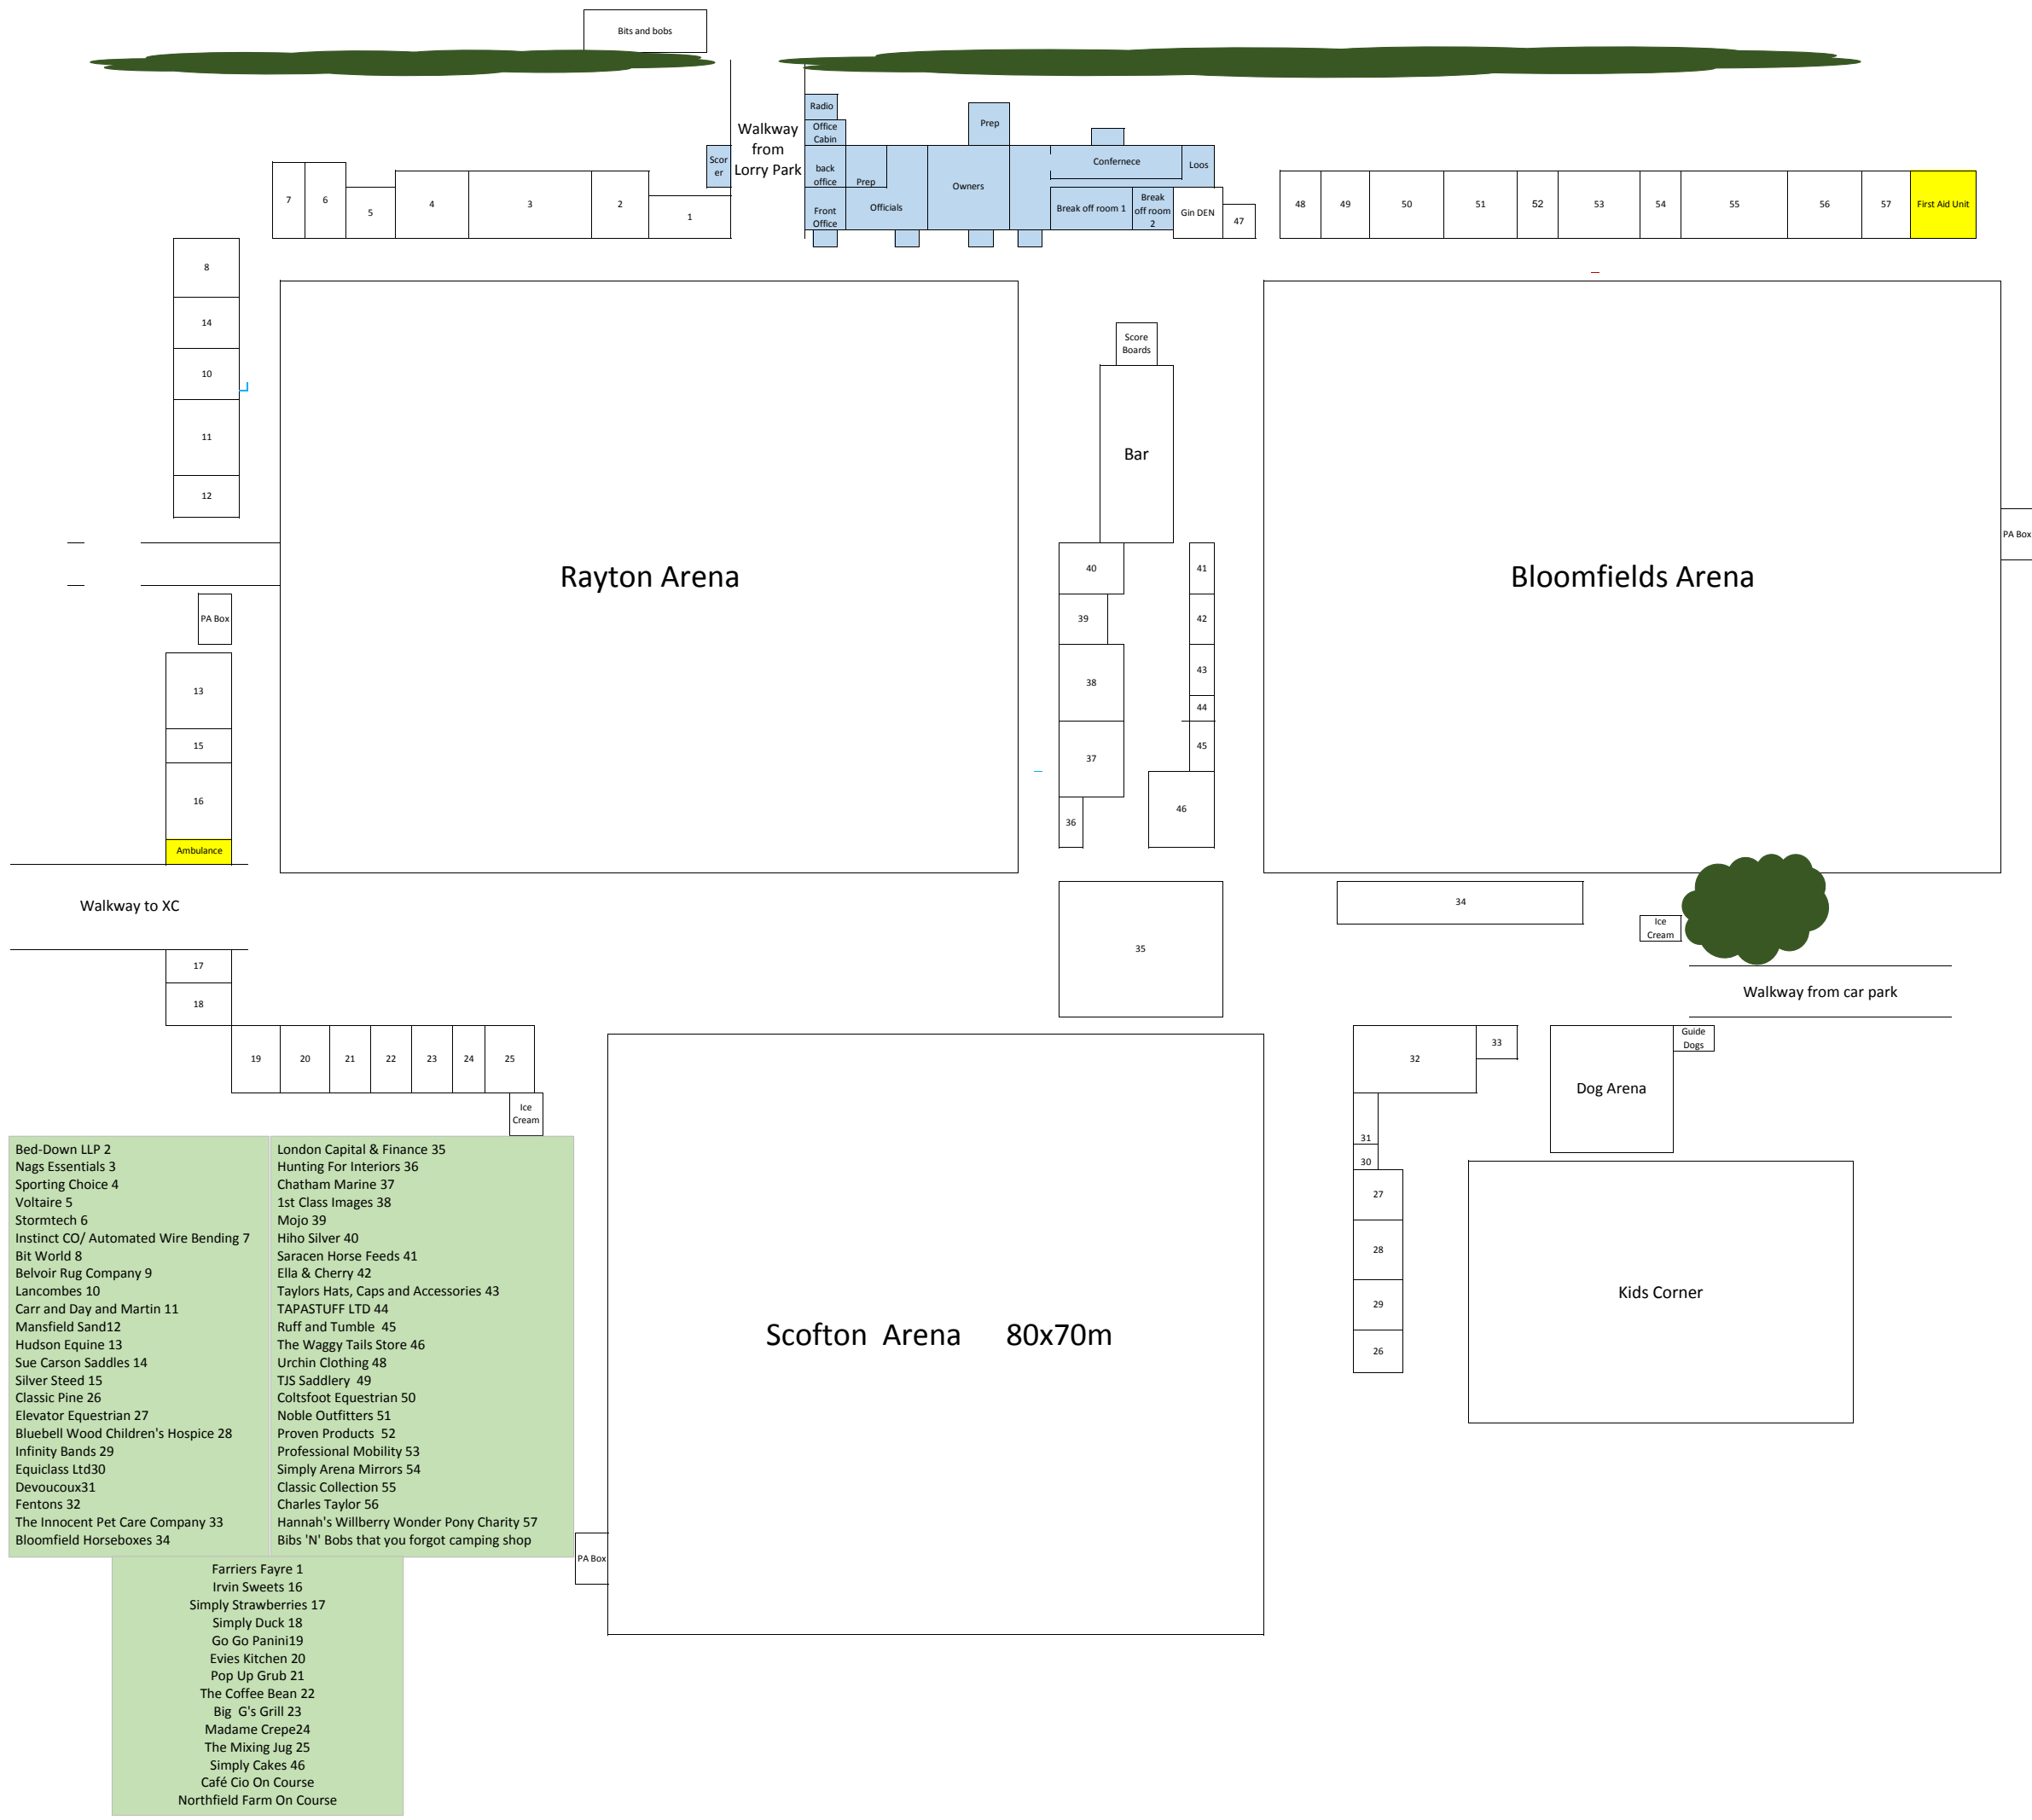 Bits and bobs
Radio
Office
Cabin
Walkway
from
Lorry Park
Prep
Scor
er
back
office
Prep
Owners
Confernece
Loos
Front
Office
Officials
Break off room 1
Break
off room
2
Gin DEN
47
7
6
5
4
3
2
1
48
49
50
51
52
53
54
55
56
57
First Aid Unit
8
14
10
11
12
Score
Boards
Bar
Rayton Arena
Bloomfields Arena
PA Box
PA Box
40
39
38
37
36
41
42
43
44
45
46
13
15
16
Ambulance
Walkway to XC
17
18
35
34
Ice
Cream
Walkway from car park
19
20
21
22
23
24
25
Ice
Cream
32
33
Guide
Dogs
Dog Arena
31
30
27
28
29
26
Kids Corner
Scofton Arena 80x70m
PA Box
Bed-Down LLP 2
Nags Essentials 3
Sporting Choice 4
Voltaire 5
Stormtech 6
Instinct CO/ Automated Wire Bending 7
Bit World 8
Belvoir Rug Company 9
Lancombes 10
Carr and Day and Martin 11
Mansfield Sand12
Hudson Equine 13
Sue Carson Saddles 14
Silver Steed 15
Classic Pine 26
Elevator Equestrian 27
Bluebell Wood Children's Hospice 28
Infinity Bands 29
Equiclass Ltd30
Devoucoux31
Fentons 32
The Innocent Pet Care Company 33
Bloomfield Horseboxes 34
London Capital & Finance 35
Hunting For Interiors 36
Chatham Marine 37
1st Class Images 38
Mojo 39
Hiho Silver 40
Saracen Horse Feeds 41
Ella & Cherry 42
Taylors Hats, Caps and Accessories 43
TAPASTUFF LTD 44
Ruff and Tumble 45
The Waggy Tails Store 46
Urchin Clothing 48
TJS Saddlery 49
Coltsfoot Equestrian 50
Noble Outfitters 51
Proven Products 52
Professional Mobility 53
Simply Arena Mirrors 54
Classic Collection 55
Charles Taylor 56
Hannah's Willberry Wonder Pony Charity 57
Bibs 'N' Bobs that you forgot camping shop
Farriers Fayre 1
Irvin Sweets 16
Simply Strawberries 17
Simply Duck 18
Go Go Panini19
Evies Kitchen 20
Pop Up Grub 21
The Coffee Bean 22
Big G's Grill 23
Madame Crepe24
The Mixing Jug 25
Simply Cakes 46
Café Cio On Course
Northfield Farm On Course